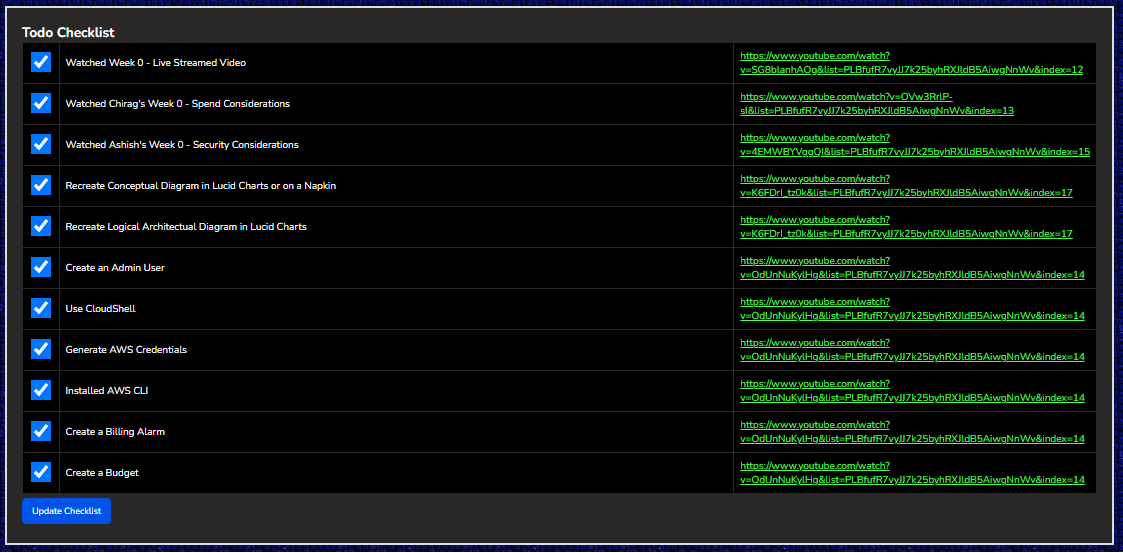 Todo Checklist
Watched Week 0 - Live Streamed Video
https://www.youtube.com/watch?
v=SG8blanhAOg&list=PLBfufR7vyJJ7k25byhRXJldB5AiwgNnWv&index=12
Watched Chirag's Week 0 - Spend Considerations
https://www.youtube.com/watch?v=OVw3RrlP-
sI&list=PLBfufR7vyJJ7k25byhRXJldB5AiwgNnWv&index=13
Watched Ashish's Week 0 - Security Considerations
https://www.youtube.com/watch?
v=4EMWBYVggQI&list=PLBfufR7vyJJ7k25byhRXJldB5AiwgNnWv&index=15
Recreate Conceptual Diagram in Lucid Charts or on a Napkin
https://www.youtube.com/watch?
v=K6FDrI_tz0k&list=PLBfufR7vyJJ7k25byhRXJldB5AiwgNnWv&index=17
Recreate Logical Architectual Diagram in Lucid Charts
https://www.youtube.com/watch?
v=K6FDrI_tz0k&list=PLBfufR7vyJJ7k25byhRXJldB5AiwgNnWv&index=17
Create an Admin User
https://www.youtube.com/watch?
v=OdUnNuKylHg&list=PLBfufR7vyJJ7k25byhRXJldB5AiwgNnWv&index=14
Use CloudShell
https://www.youtube.com/watch?
v=OdUnNuKylHg&list=PLBfufR7vyJJ7k25byhRXJldB5AiwgNnWv&index=14
Generate AWS Credentials
https://www.youtube.com/watch?
v=OdUnNuKylHg&list=PLBfufR7vyJJ7k25byhRXJldB5AiwgNnWv&index=14
Installed AWS CLI
https://www.youtube.com/watch?
v=OdUnNuKylHg&list=PLBfufR7vyJJ7k25byhRXJldB5AiwgNnWv&index=14
Create a Billing Alarm
https://www.youtube.com/watch?
v=OdUnNuKylHg&list=PLBfufR7vyJJ7k25byhRXJldB5AiwgNnWv&index=14
Create a Budget
https://www.youtube.com/watch?
v=OdUnNuKylHg&list=PLBfufR7vyJJ7k25byhRXJldB5AiwgNnWv&index=14
Update Checklist